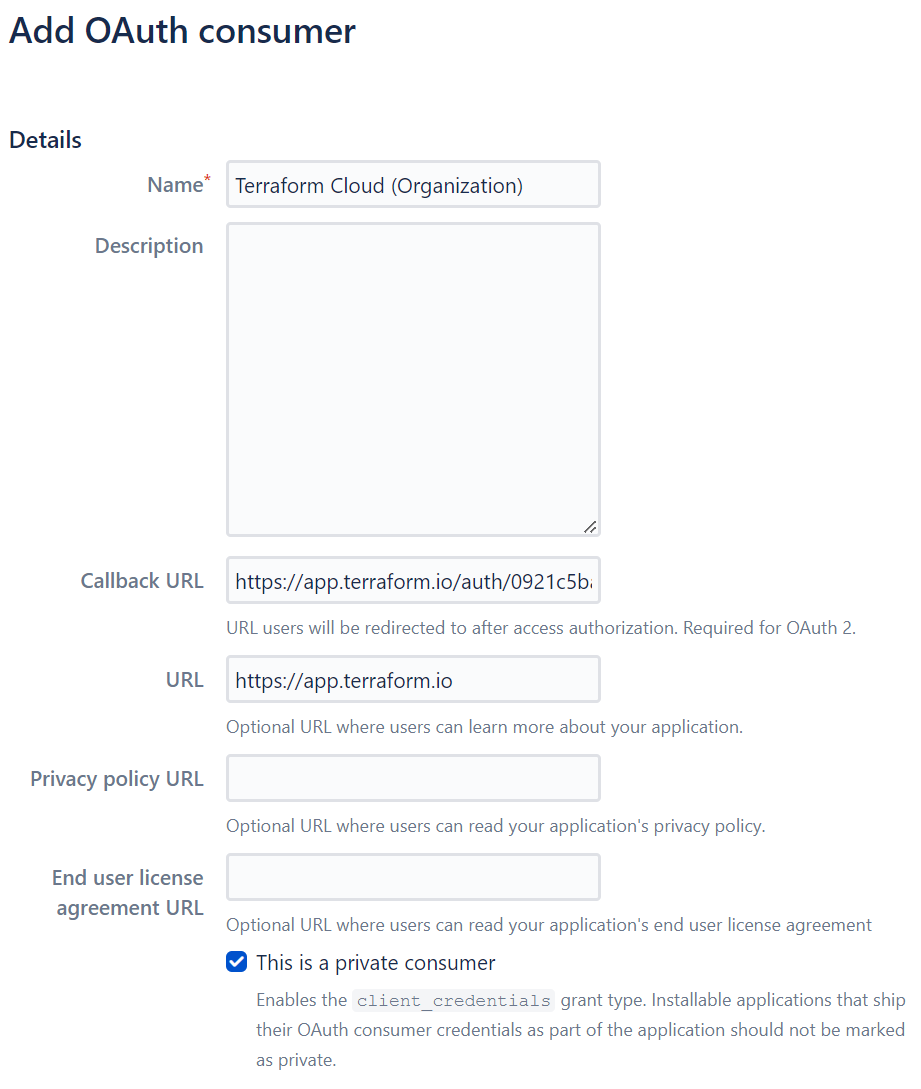 Add OAuth consumer
Details
Name*
Terraform Cloud (Organization)
Description
Callback URL
https://app.terraform.io/auth/0921c5ba
URL users will be redirected to after access authorization. Required for OAuth 2.
URL
https://app.terraform.io
Optional URL where users can learn more about your application.
Privacy policy URL
Optional URL where users can read your application's privacy policy.
End user license
agreement URL
Optional URL where users can read your application's end user license agreement
This is a private consumer
Enables the client_credentials grant type. Installable applications that ship
their OAuth consumer credentials as part of the application should not be marked
as private.